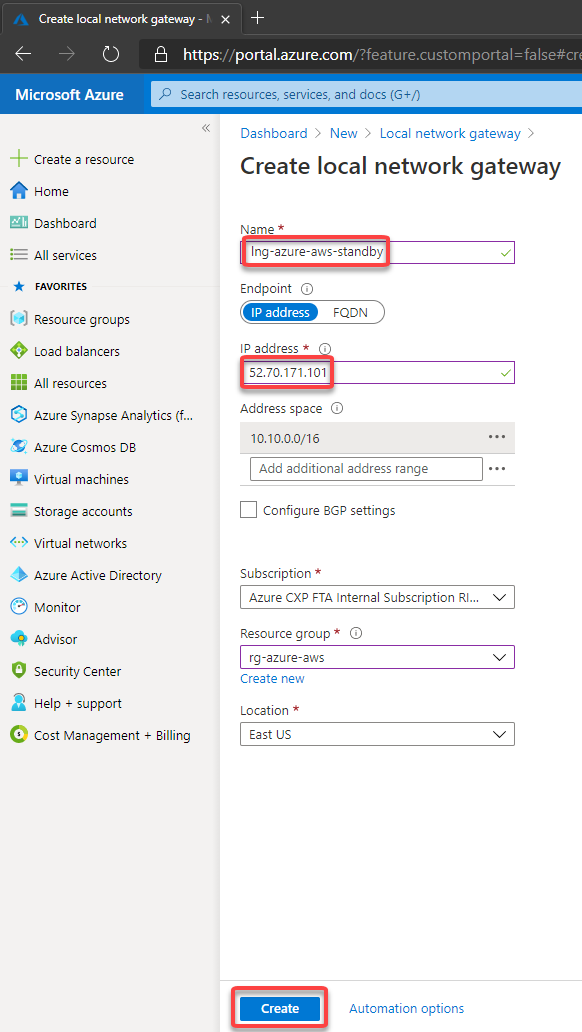 Create local network gateway - M
https://portal.azure.com/?feature.customportal=false#cre
Microsoft Azure
Search resources, services, and docs (G+/)
Create a resource
Home
Dashboard
All services
FAVORITES
Resource groups
Load balancers
All resources
Azure Synapse Analytics (f...
Azure Cosmos DB
Virtual machines
Storage accounts
Virtual networks
Azure Active Directory
Monitor
Advisor
Security Center
Help + support
Cost Management + Billing
Dashboard > New > Local network gateway >
Create local network gateway
Name *
lng-azure-aws-standby
Endpoint
IP address FQDN
IP address *
52.70.171.101
Address space
10.10.0.0/16
Add additional address range
Configure BGP settings
Subscription *
Azure CXP FTA Internal Subscription RI...
Resource group *
rg-azure-aws
Create new
Location *
East US
Create Automation options